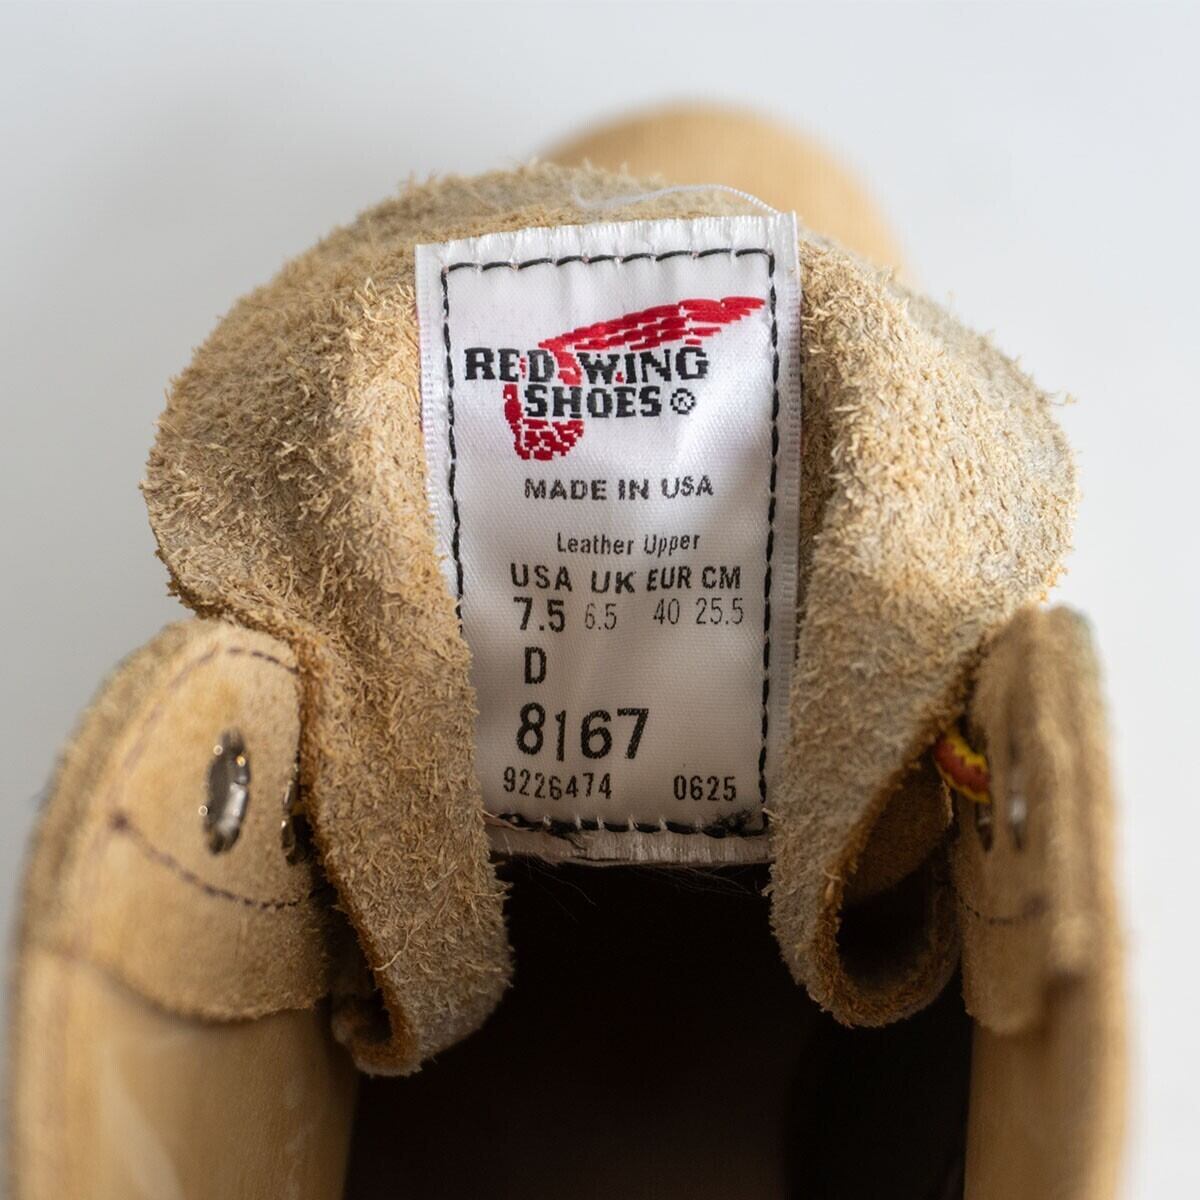 RED WING
SHOES®
MADE IN USA
Leather Upper
USA UK EUR CM
7.5 6.5 40 25.5
D
8167
9226474 0625